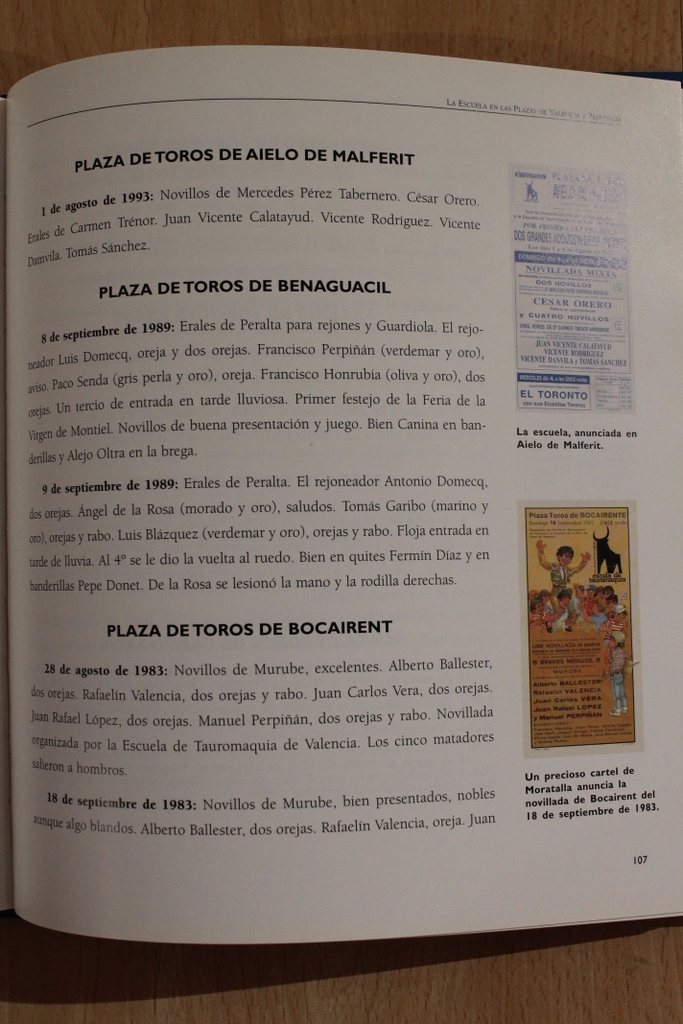 LA ESCUELA EN LAS PLAZAS DE VALENCIA Y PROVINCIA
PLAZA DE TOROS DE AIELO DE MALFERIT
1 de agosto de 1993: Novillos de Mercedes Pérez Tabernero. César Orero.
Erales de Carmen Trénor. Juan Vicente Calatayud. Vicente Rodríguez. Vicente
Damvila. Tomás Sánchez.
PLAZA DE TOROS DE BENAGUACIL
8 de septiembre de 1989: Erales de Peralta para rejones y Guardiola. El rejo-
neador Luis Domecq, oreja y dos orejas. Francisco Perpiñán (verdemar y oro),
aviso. Paco Senda (gris perla y oro), oreja. Francisco Honrubia (oliva y oro), dos
orejas. Un tercio de entrada en tarde lluviosa. Primer festejo de la Feria de la
Virgen de Montiel. Novillos de buena presentación y juego. Bien Canina en ban-
derillas y Alejo Oltra en la brega.
9 de septiembre de 1989: Erales de Peralta. El rejoneador Antonio Domecq,
dos orejas. Ángel de la Rosa (morado y oro), saludos. Tomás Garibo (marino y
oro), orejas y rabo. Luis Blázquez (verdemar y oro), orejas y rabo. Floja entrada en
tarde de lluvia. Al 4º se le dio la vuelta al ruedo. Bien en quites Fermín Díaz y en
banderillas Pepe Donet. De la Rosa se lesionó la mano y la rodilla derechas.
PLAZA DE TOROS DE BOCAIRENT
28 de agosto de 1983: Novillos de Murube, excelentes. Alberto Ballester,
dos orejas. Rafaelín Valencia, dos orejas y rabo. Juan Carlos Vera, dos orejas.
Juan Rafael López, dos orejas. Manuel Perpiñán, dos orejas y rabo. Novillada
organizada por la Escuela de Tauromaquia de Valencia. Los cinco matadores
salieron a hombros.
18 de septiembre de 1983: Novillos de Murube, bien presentados, nobles
aunque algo blandos. Alberto Ballester, dos orejas. Rafaelín Valencia, oreja. Juan
NOVILLADA MIXTA
DOS NOVILLOS
CESAR ORERO
Y CUATRO NOVILLOS
JUAN VICENTE CALATAYUD
VICENTE RODRIGUEZ
VICENTE DANVILA y TOMAS SANCHEZ
EL TORONTO
La escuela, anunciada en
Aielo de Malferit.
Plaza Toros de BOCAIRENTE
escuela de
tauromaquia
6 BRAVOS NOVILLOS, 6
MURUBE
Alberto BALLESTER
Rafaelin VALENCIA
Juan Carlos VERA
Juan Rafael LOPEZ
y Manuel PERPIÑAN
Un precioso cartel de
Moratalla anuncia la
novillada de Bocairent del
18 de septiembre de 1983.
107